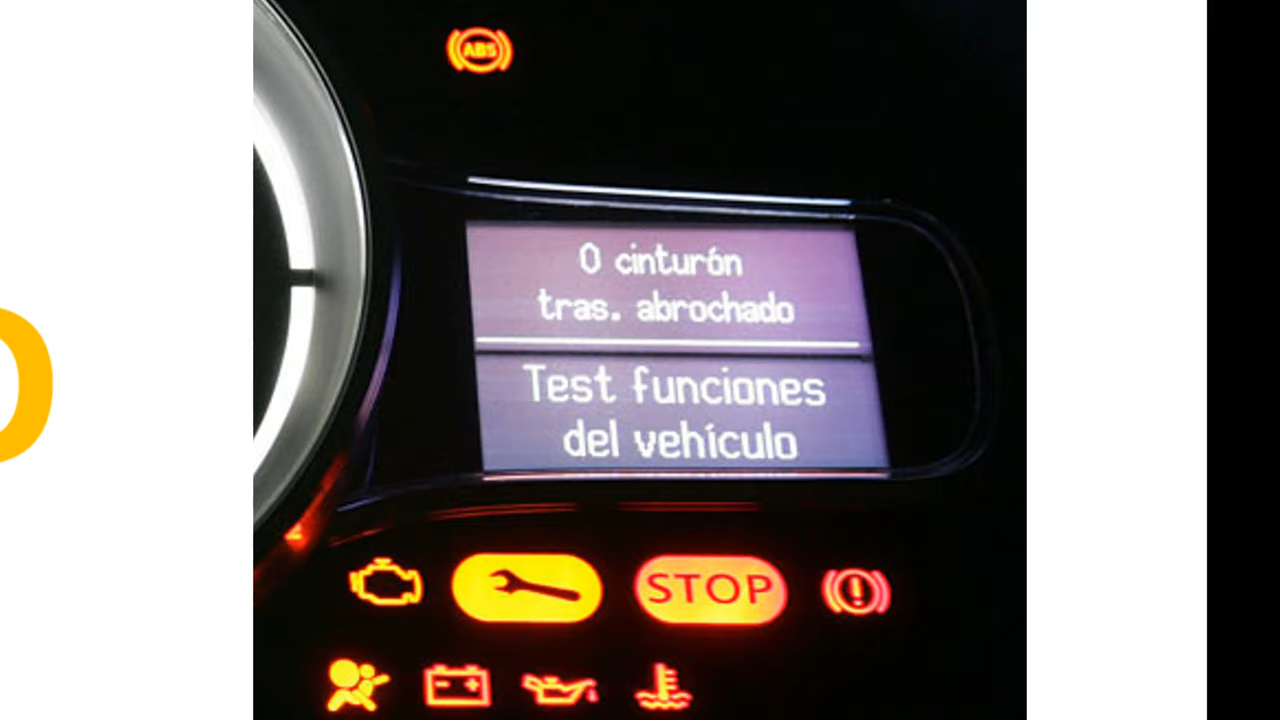 ABS
0 cinturón
tras. abrochado
Test funciones
del vehículo
STOP